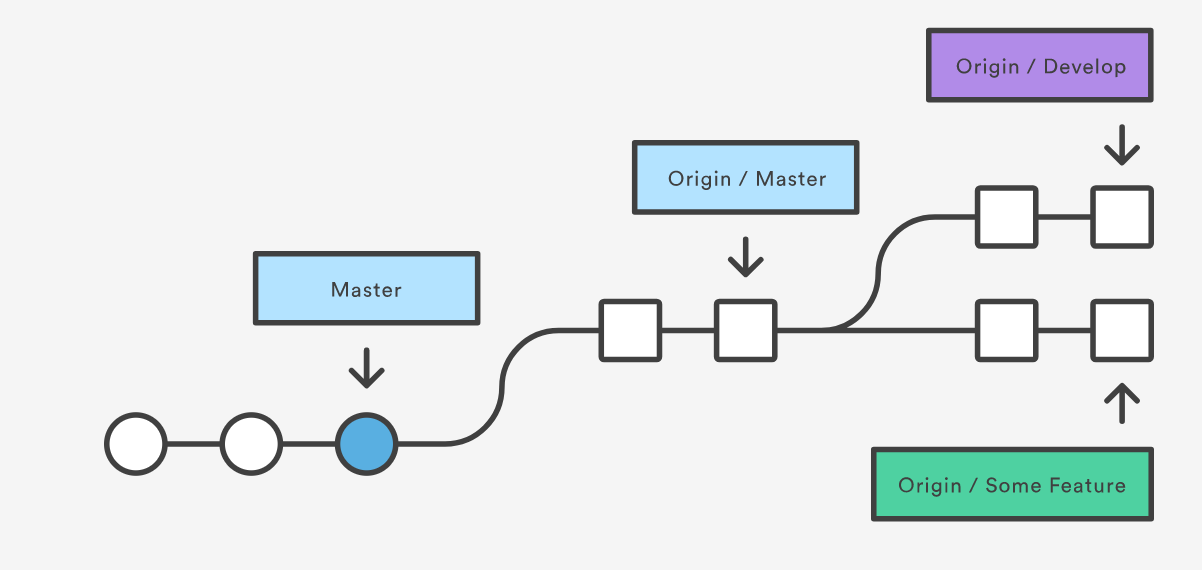 Origin / Develop
Origin / Master
Master
Origin / Some Feature